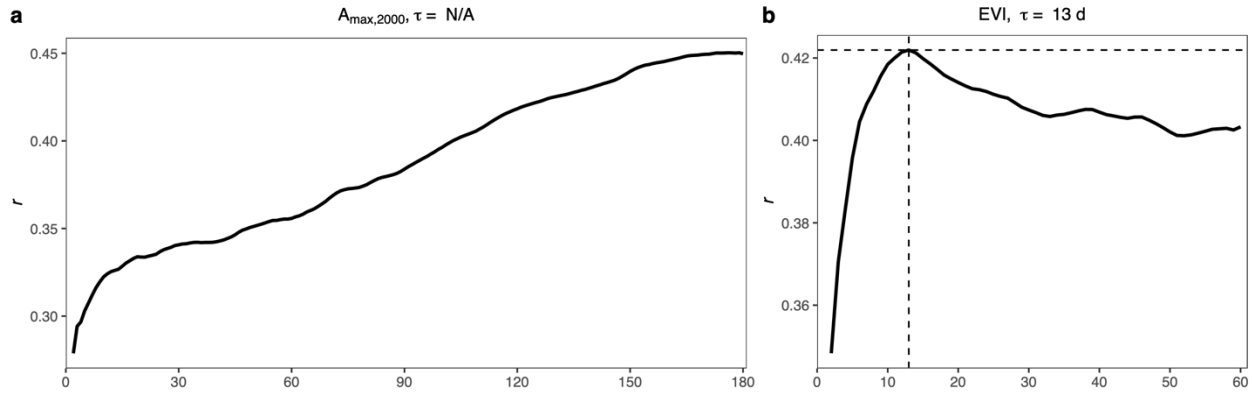 a
A_max,2000, τ = N/A
r
0.45
0.40
0.35
0.30
0 30 60 90 120 150 180
b
EVI, τ = 13 d
r
0.42
0.40
0.38
0.36
0 10 20 30 40 50 60